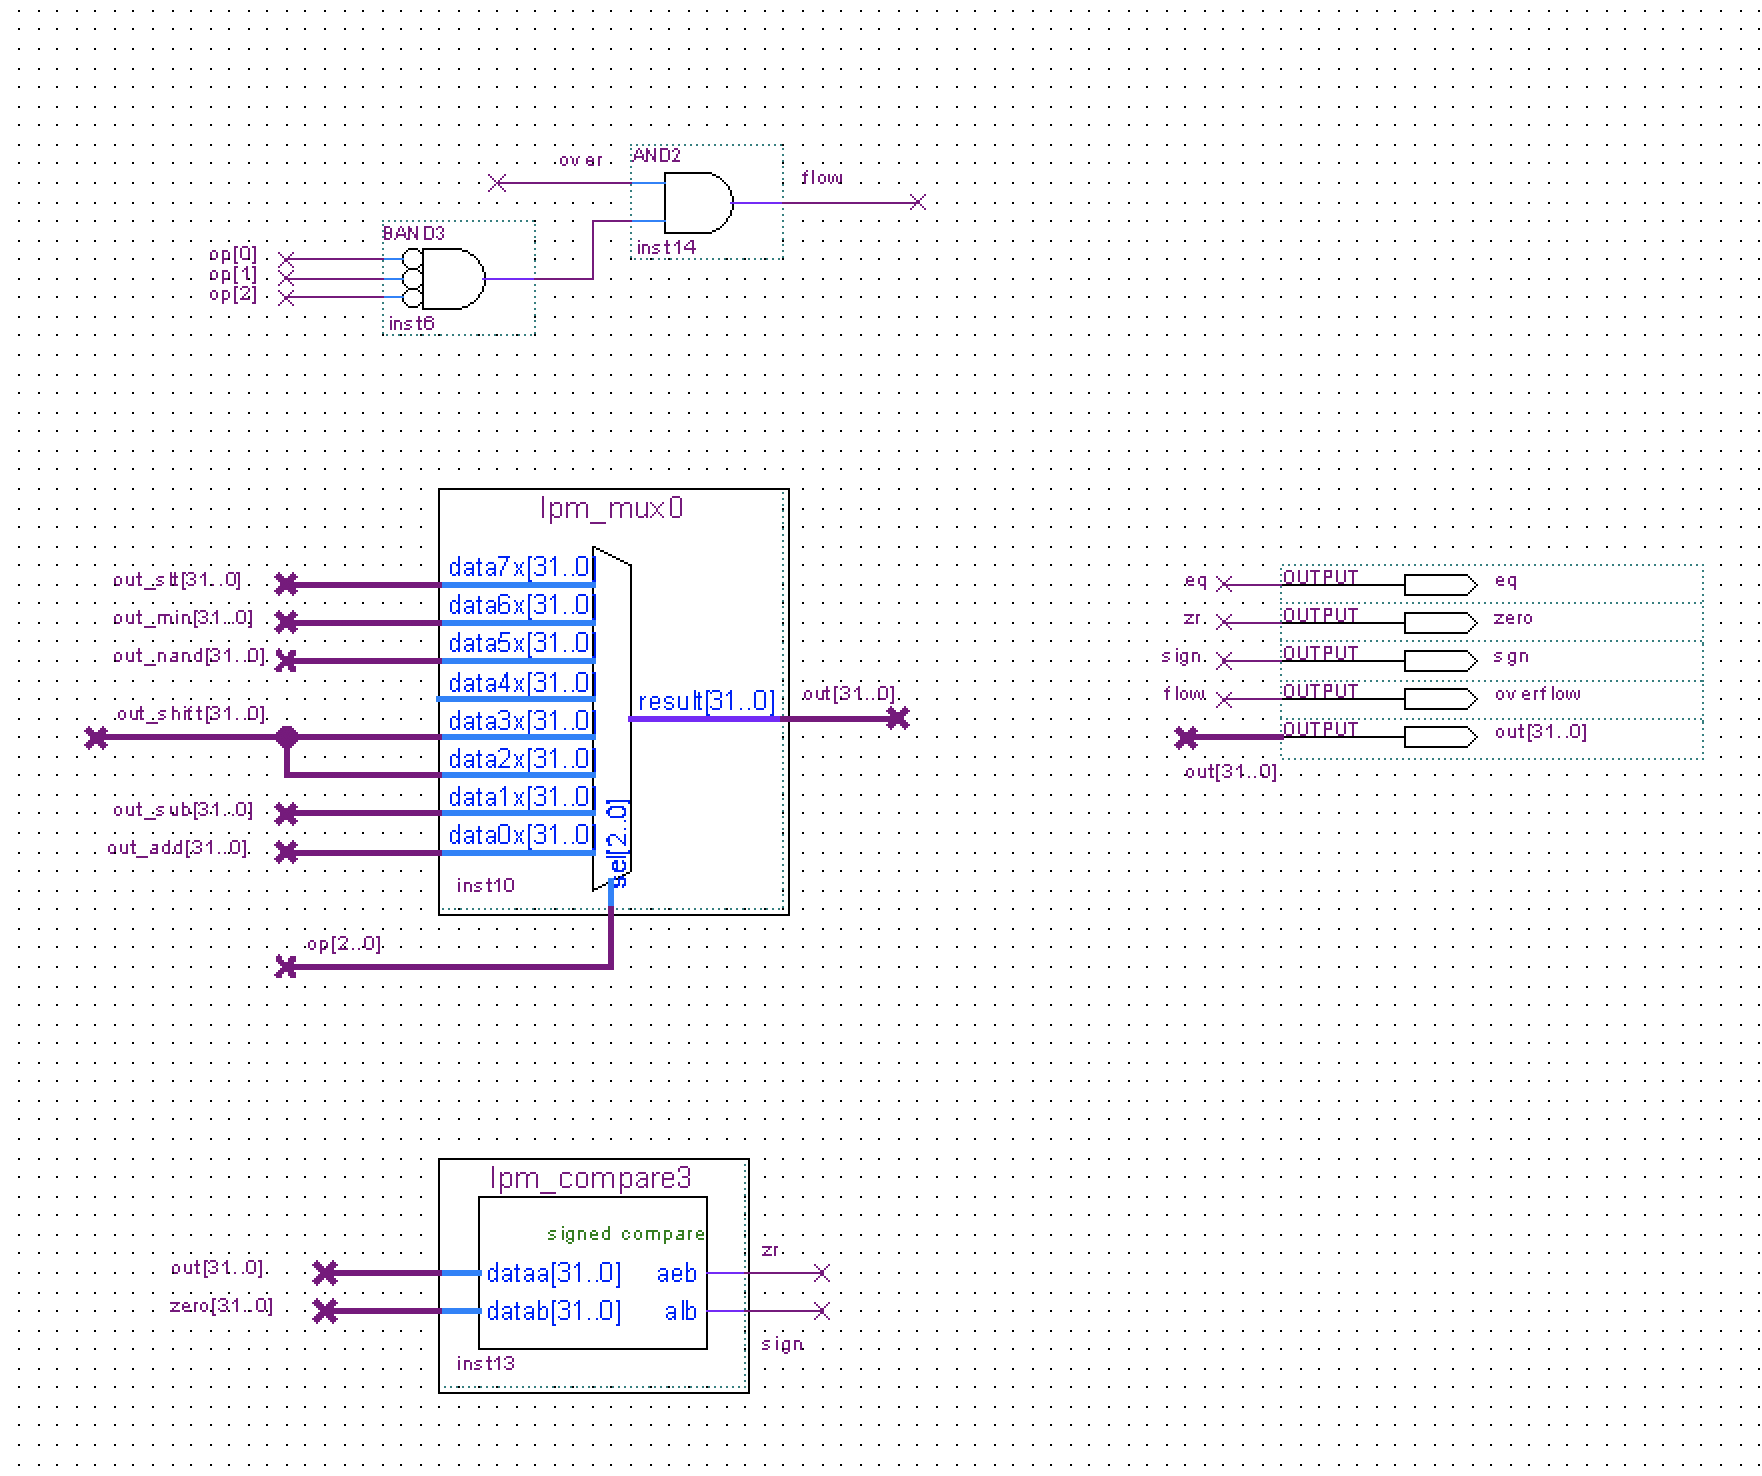 over
AND2
flow
inst14
BAND3
op[0]
op[1]
op[2]
inst6
lpm_mux0
out_slt[31..0]
data7x[31..0]
out_min[31..0]
data6x[31..0]
out_nand[31..0]
data5x[31..0]
data4x[31..0]
out_shift[31..0]
data3x[31..0]
data2x[31..0]
out_sub[31..0]
data1x[31..0]
out_add[31..0]
data0x[31..0]
sel[2..0]
result[31..0]
out[31..0]
inst10
op[2..0]
eq
OUTPUT
eq
zr
OUTPUT
zero
sign
OUTPUT
sgn
flow
OUTPUT
overflow
OUTPUT
out[31..0]
out[31..0]
lpm_compare3
signed compare
out[31..0]
dataa[31..0]
aeb
zr
zero[31..0]
datab[31..0]
alb
sign
inst13